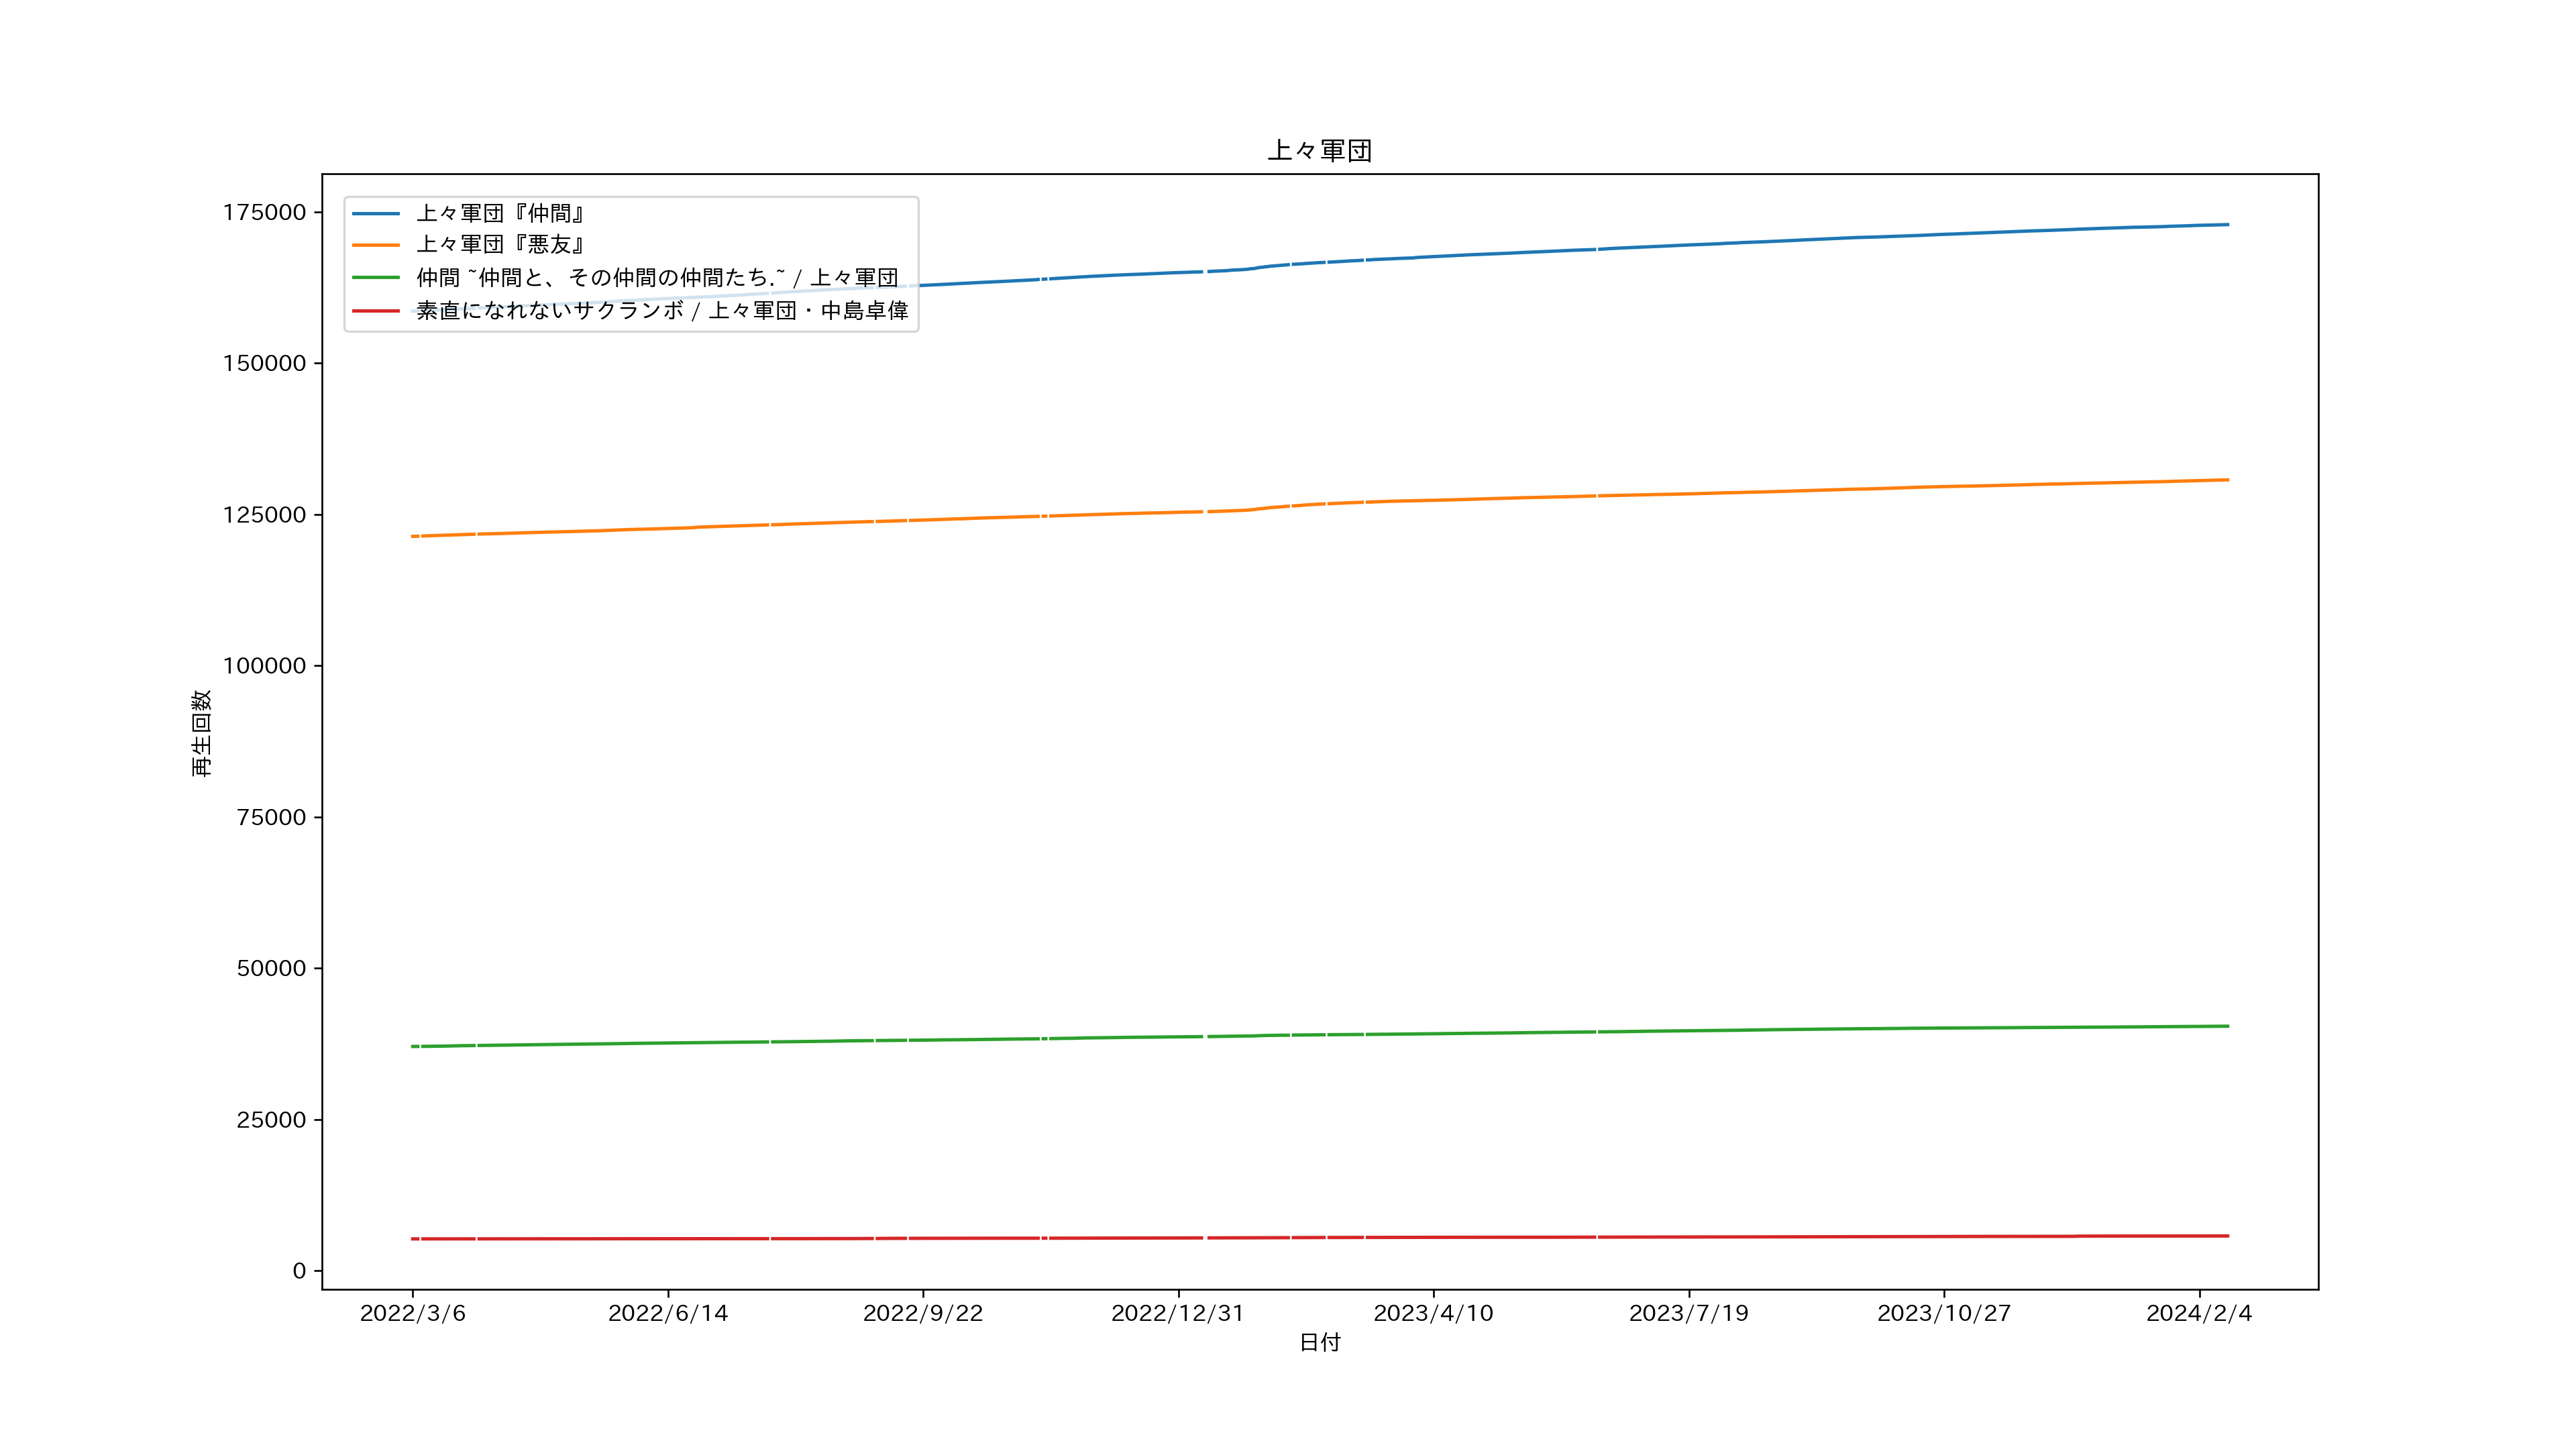 上々軍団
175000
150000
125000
100000
75000
50000
25000
0
再生回数
上々軍団『仲間』
上々軍団『悪友』
仲間 ~仲間と、その仲間の仲間たち.~ / 上々軍団
素直になれないサクランボ / 上々軍団・中島卓偉
2022/3/6
2022/6/14
2022/9/22
2022/12/31
2023/4/10
2023/7/19
2023/10/27
2024/2/4
日付